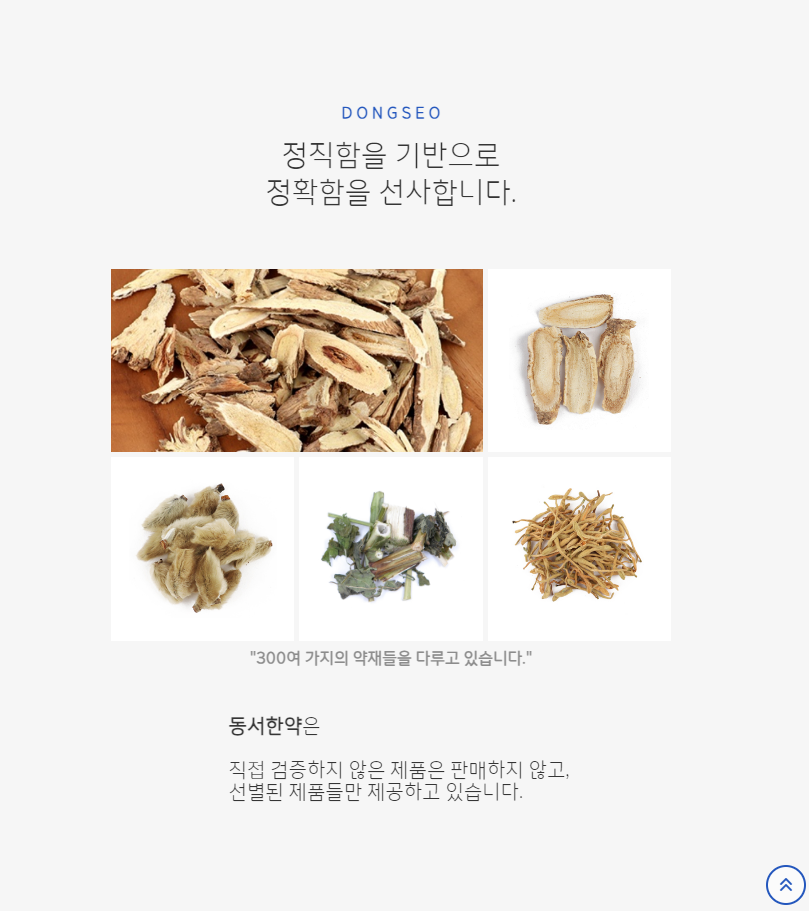 DONGSEO
정직함을 기반으로
정확함을 선사합니다.
"300여 가지의 약재들을 다루고 있습니다."
동서한약은
직접 검증하지 않은 제품은 판매하지 않고,
선별된 제품들만 제공하고 있습니다.